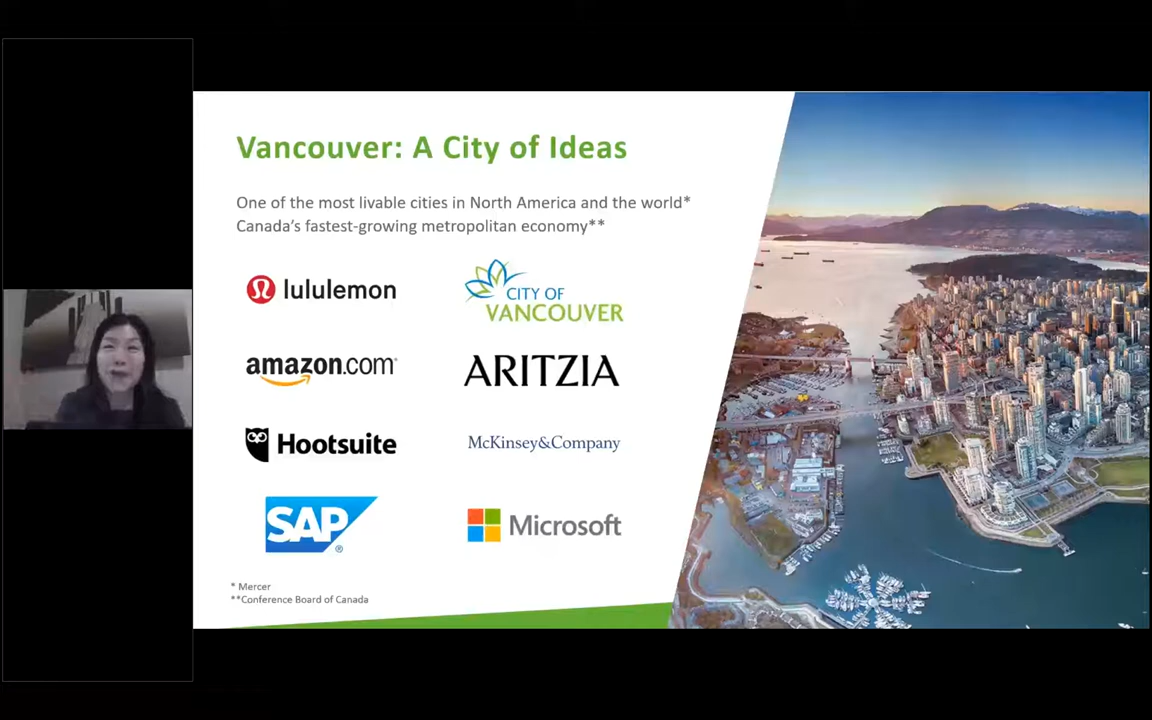 Vancouver: A City of Ideas
One of the most livable cities in North America and the world*
Canada's fastest-growing metropolitan economy**
lululemon
CITY OF
VANCOUVER
amazon.com®
ARITZIA
Hootsuite
McKinsey&Company
SAP®
Microsoft
* Mercer
**Conference Board of Canada